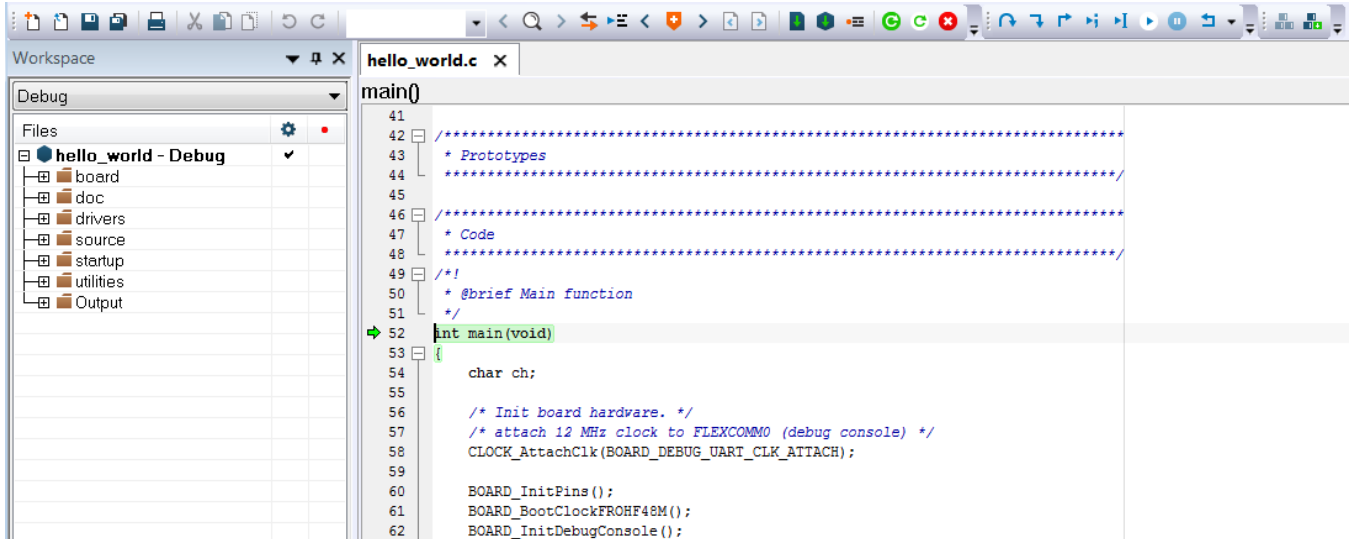 Workspace
Debug
Files
hello_world - Debug
board
doc
drivers
source
startup
utilities
Output
hello_world.c
main()
41
42 /*******************************************************************************
43 * Prototypes
44 ******************************************************************************/
45
46 /*******************************************************************************
47 * Code
48 ******************************************************************************/
49 /*!
50 * @brief Main function
51 */
52 int main(void)
53 {
54 char ch;
55
56 /* Init board hardware. */
57 /* attach 12 MHz clock to FLEXCOMM0 (debug console) */
58 CLOCK_AttachClk(BOARD_DEBUG_UART_CLK_ATTACH);
59
60 BOARD_InitPins();
61 BOARD_BootClockFROHF48M();
62 BOARD_InitDebugConsole();